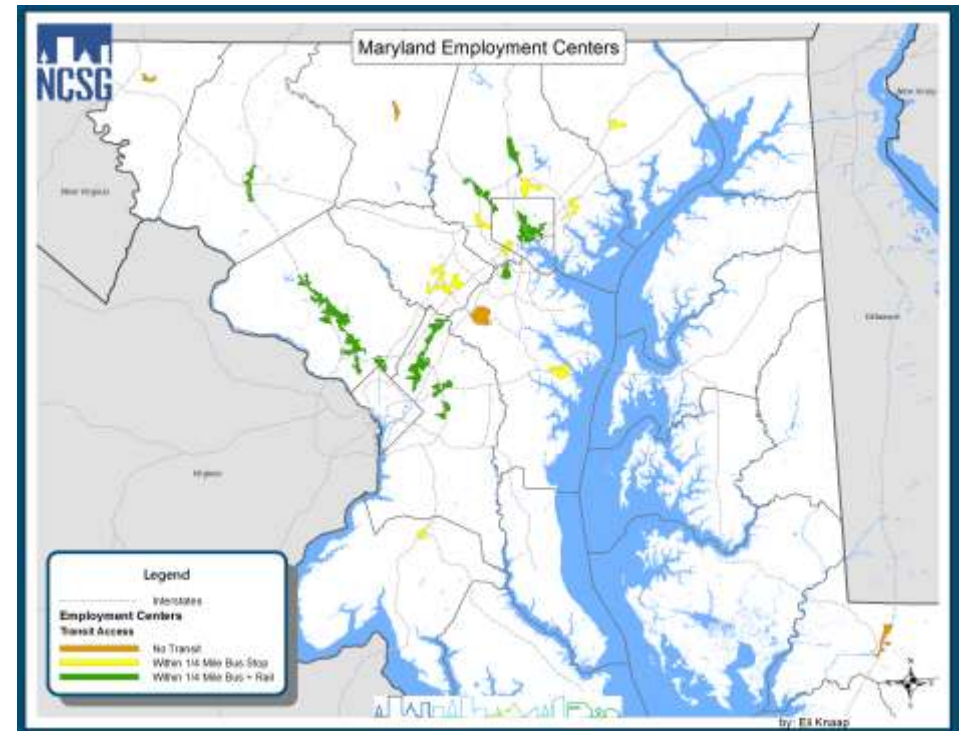 Maryland Employment Centers
NCSG
New Jersey
West Virginia
Delaware
Virginia
Legend
Interstates
Employment Centers
Transit Access
No Transit
Within 1/4 Mile Bus Stop
Within 1/4 Mile Bus + Rail
N
by: Eli Knaap